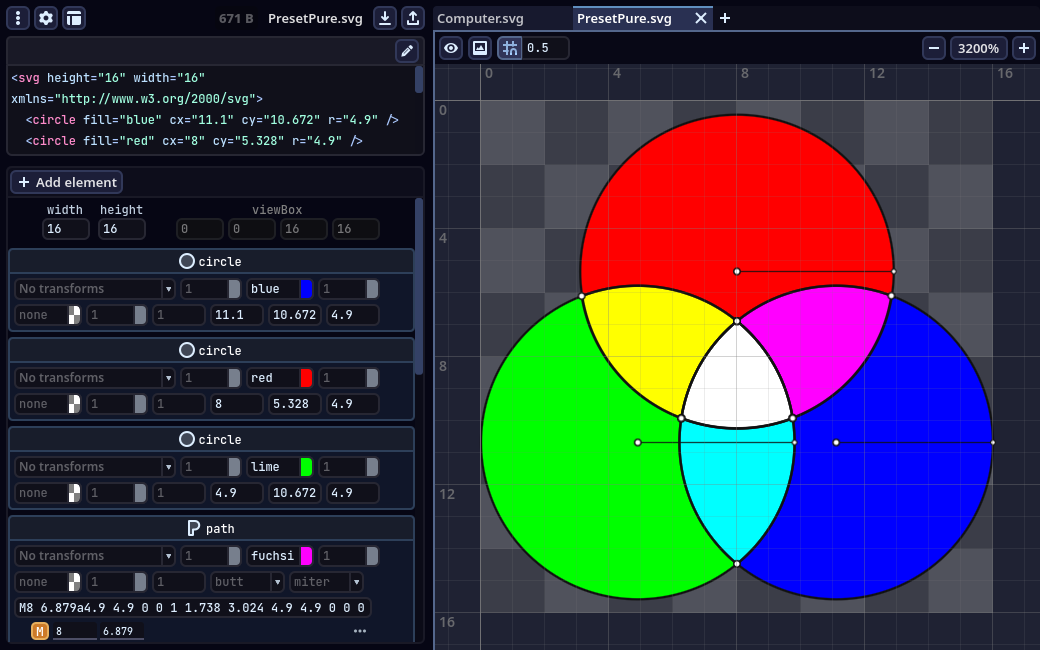 671 B PresetPure.svg
Computer.svg PresetPure.svg
0.5 3200%
<svg height="16" width="16"
xmlns="http://www.w3.org/2000/svg">
<circle fill="blue" cx="11.1" cy="10.672" r="4.9" />
<circle fill="red" cx="8" cy="5.328" r="4.9" />
Add element
width height viewBox
16 16 0 0 16 16
circle
No transforms 1 blue 1
none 1 1 11.1 10.672 4.9
circle
No transforms 1 red 1
none 1 1 8 5.328 4.9
circle
No transforms 1 lime 1
none 1 1 4.9 10.672 4.9
path
No transforms 1 fuchsi 1
none 1 1 butt miter
M8 6.879a4.9 4.9 0 0 1 1.738 3.024 4.9 4.9 0 0 0
M 8 6.879
0 4 8 12 16
0
4
8
12
16